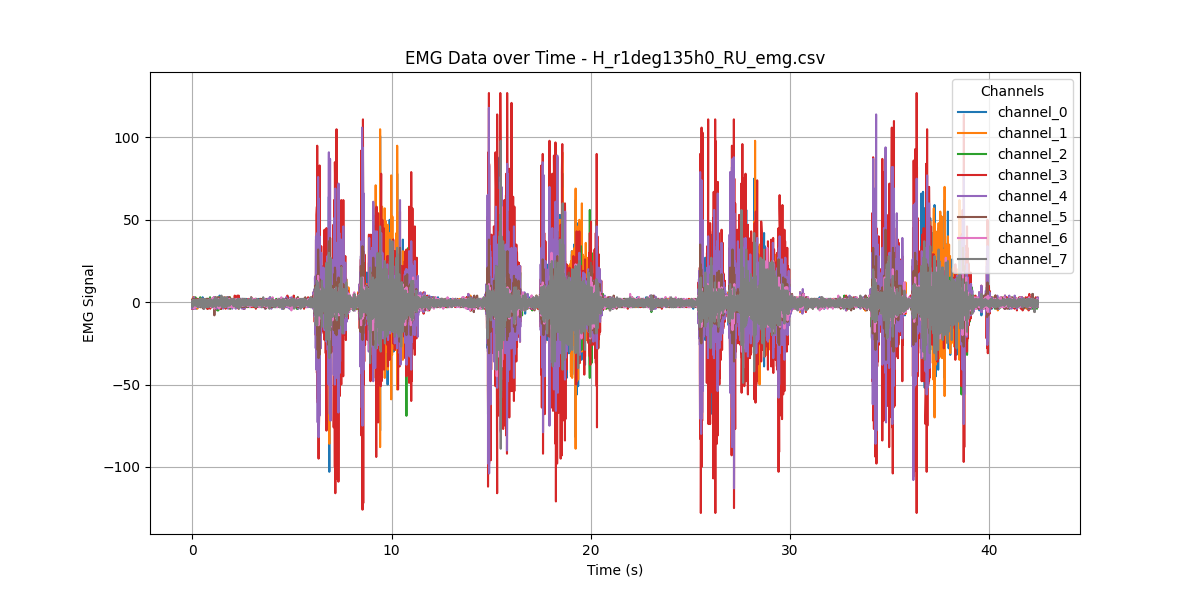 EMG Data over Time - H_r1deg135h0_RU_emg.csv
Channels
channel_0
channel_1
channel_2
channel_3
channel_4
channel_5
channel_6
channel_7
EMG Signal
100
50
0
−50
−100
0 10 20 30 40
Time (s)